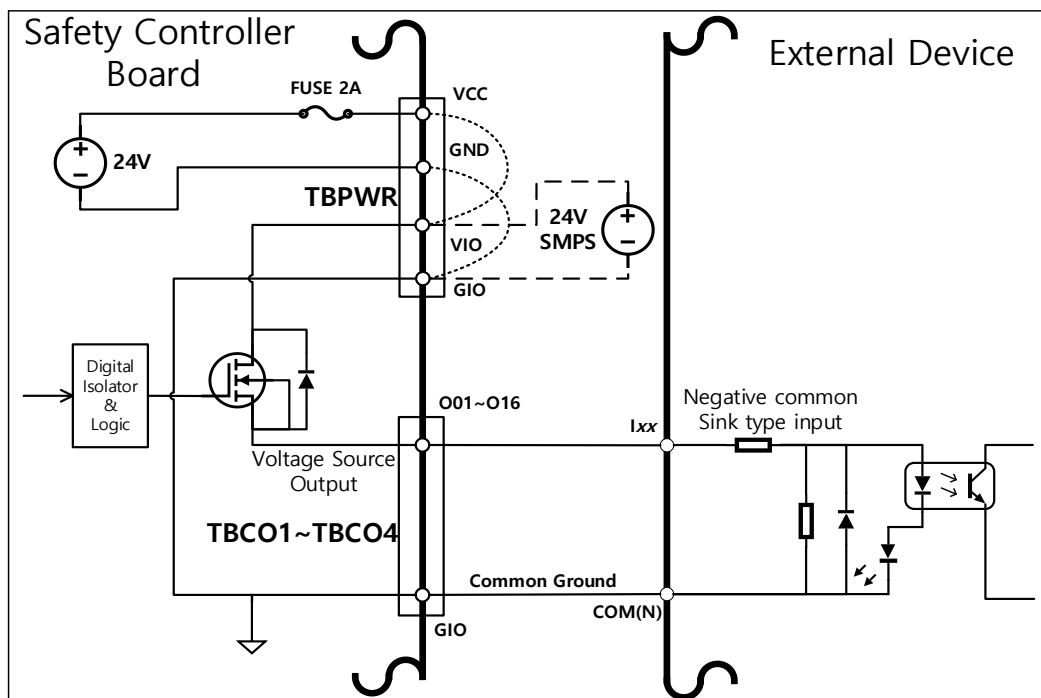 Safety Controller
Board
External Device
FUSE 2A
VCC
GND
+
24V
−
TBPWR
+
24V
SMPS
−
VIO
GIO
Digital
Isolator
&
Logic
O01~O16
Ixx
Negative common
Sink type input
Voltage Source
Output
TBCO1~TBCO4
Common Ground
COM(N)
GIO